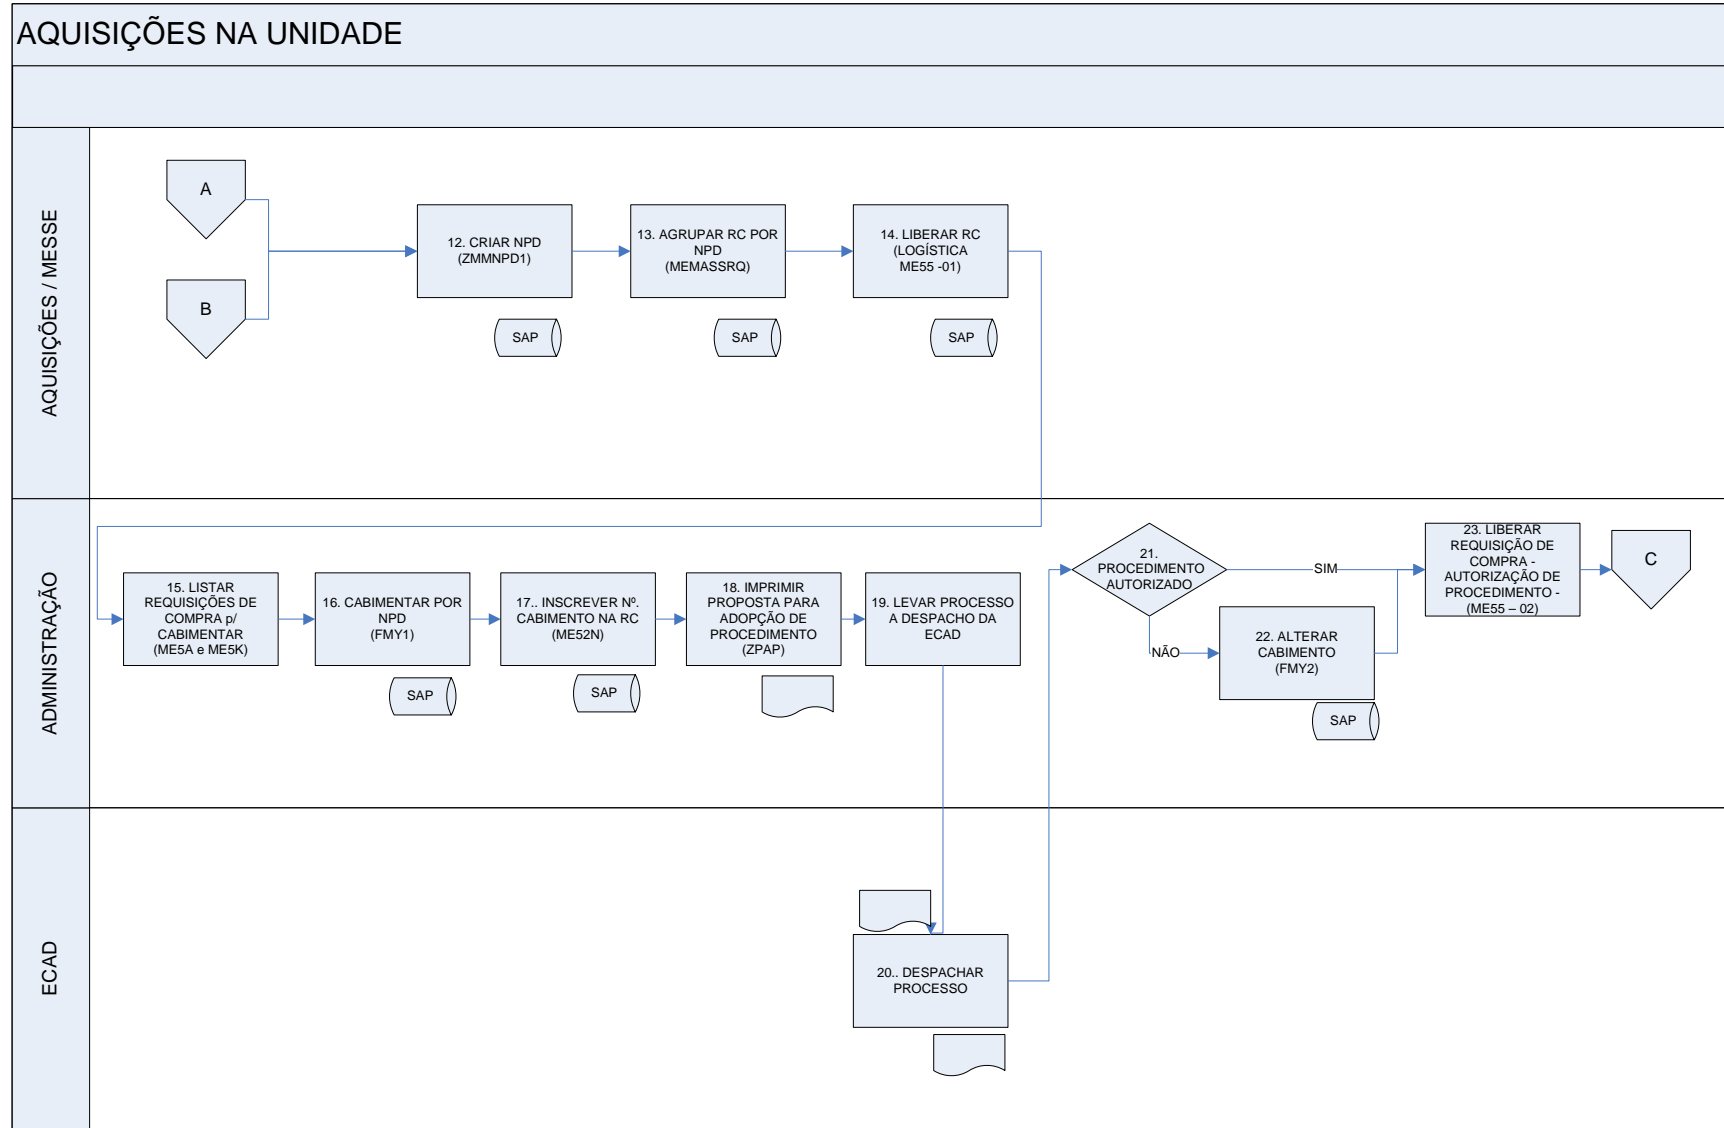 AQUISIÇÕES NA UNIDADE
AQUISIÇÕES / MESSE
A
B
12. CRIAR NPD
(ZMMNPD1)
SAP
13. AGRUPAR RC POR
NPD
(MEMASSRQ)
SAP
14. LIBERAR RC
(LOGÍSTICA
ME55 -01)
SAP
ADMINISTRAÇÃO
15. LISTAR
REQUISIÇÕES DE
COMPRA p/
CABIMENTAR
(ME5A e ME5K)
16. CABIMENTAR POR
NPD
(FMY1)
SAP
17.. INSCREVER Nº.
CABIMENTO NA RC
(ME52N)
SAP
18. IMPRIMIR
PROPOSTA PARA
ADOPÇÃO DE
PROCEDIMENTO
(ZPAP)
19. LEVAR PROCESSO
A DESPACHO DA
ECAD
21.
PROCEDIMENTO
AUTORIZADO
SIM
NÃO
22. ALTERAR
CABIMENTO
(FMY2)
SAP
23. LIBERAR
REQUISIÇÃO DE
COMPRA -
AUTORIZAÇÃO DE
PROCEDIMENTO -
(ME55 – 02)
C
ECAD
20.. DESPACHAR
PROCESSO